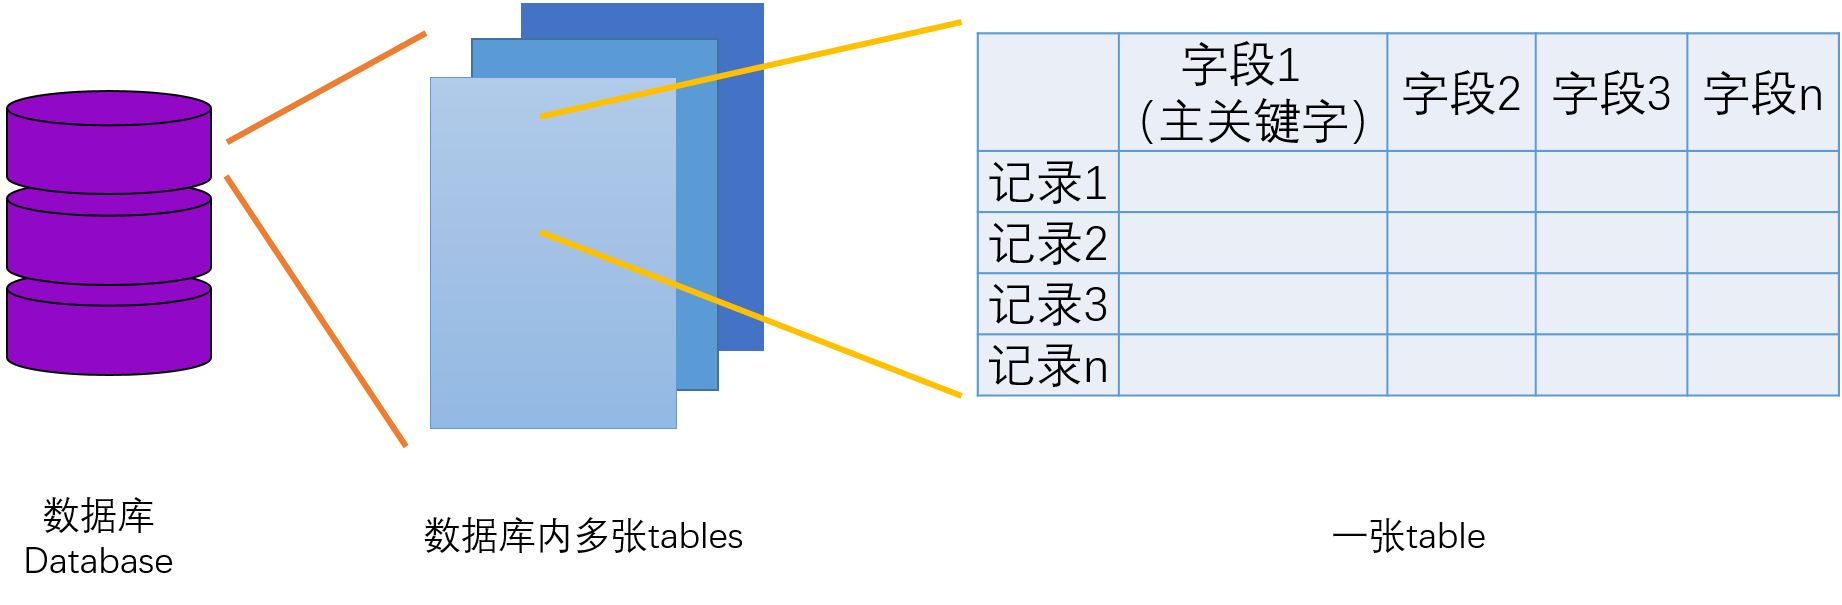 字段1
（主关键字）
字段2
字段3
字段n
记录1
记录2
记录3
记录n
数据库
Database
数据库内多张tables
一张table